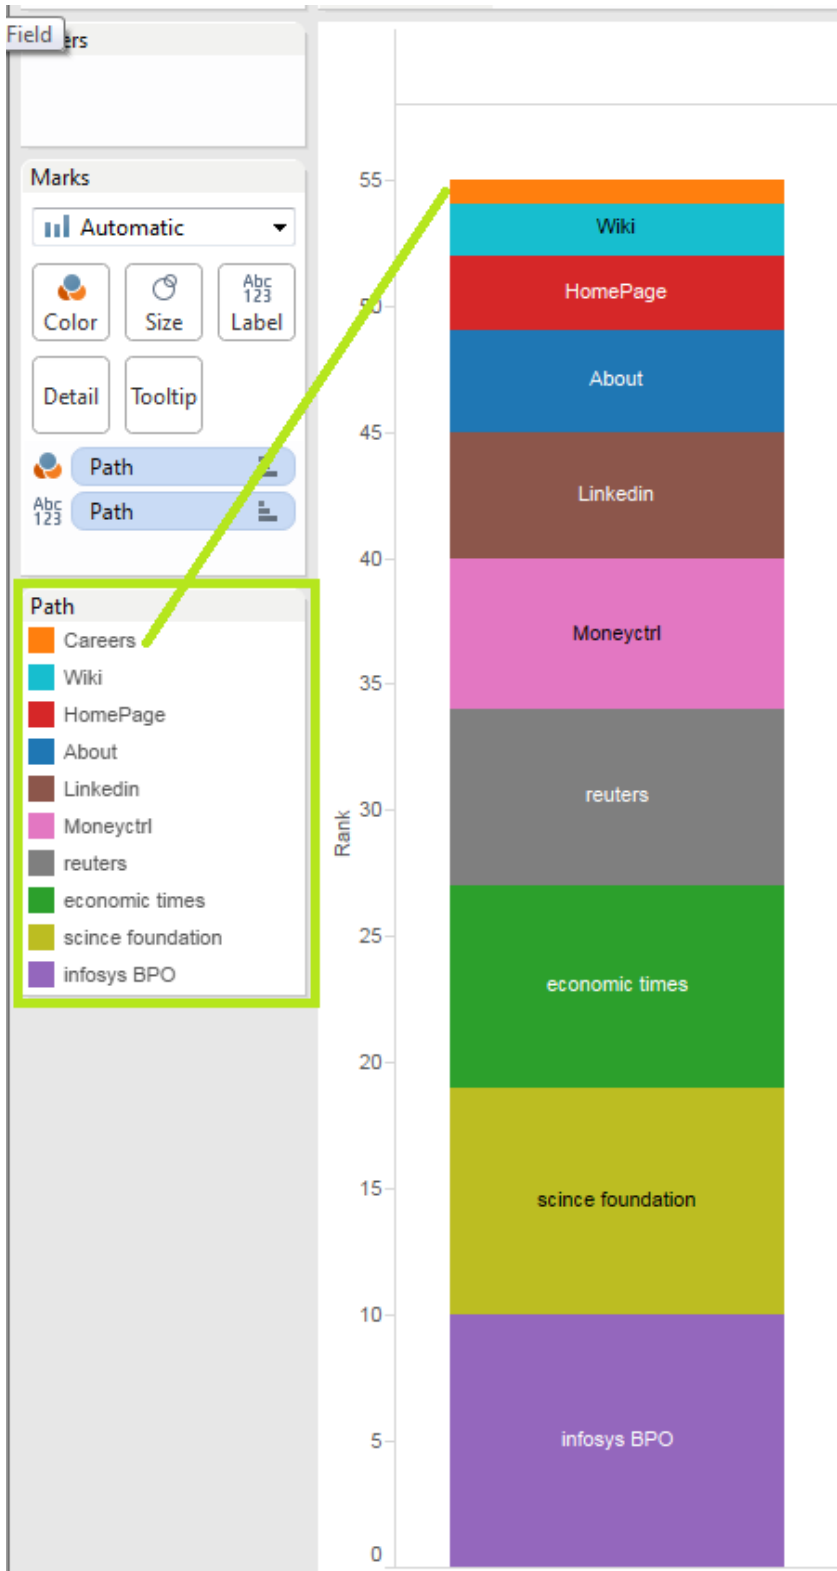 Field
Marks
Automatic
Color
Size
Abc
123
Label
Detail
Tooltip
Path
Abc
123
Path
Path
Careers
Wiki
HomePage
About
Linkedin
Moneyctrl
reuters
economic times
scince foundation
infosys BPO
Rank
55
50
45
40
35
30
25
20
15
10
5
0
Wiki
HomePage
About
Linkedin
Moneyctrl
reuters
economic times
scince foundation
infosys BPO